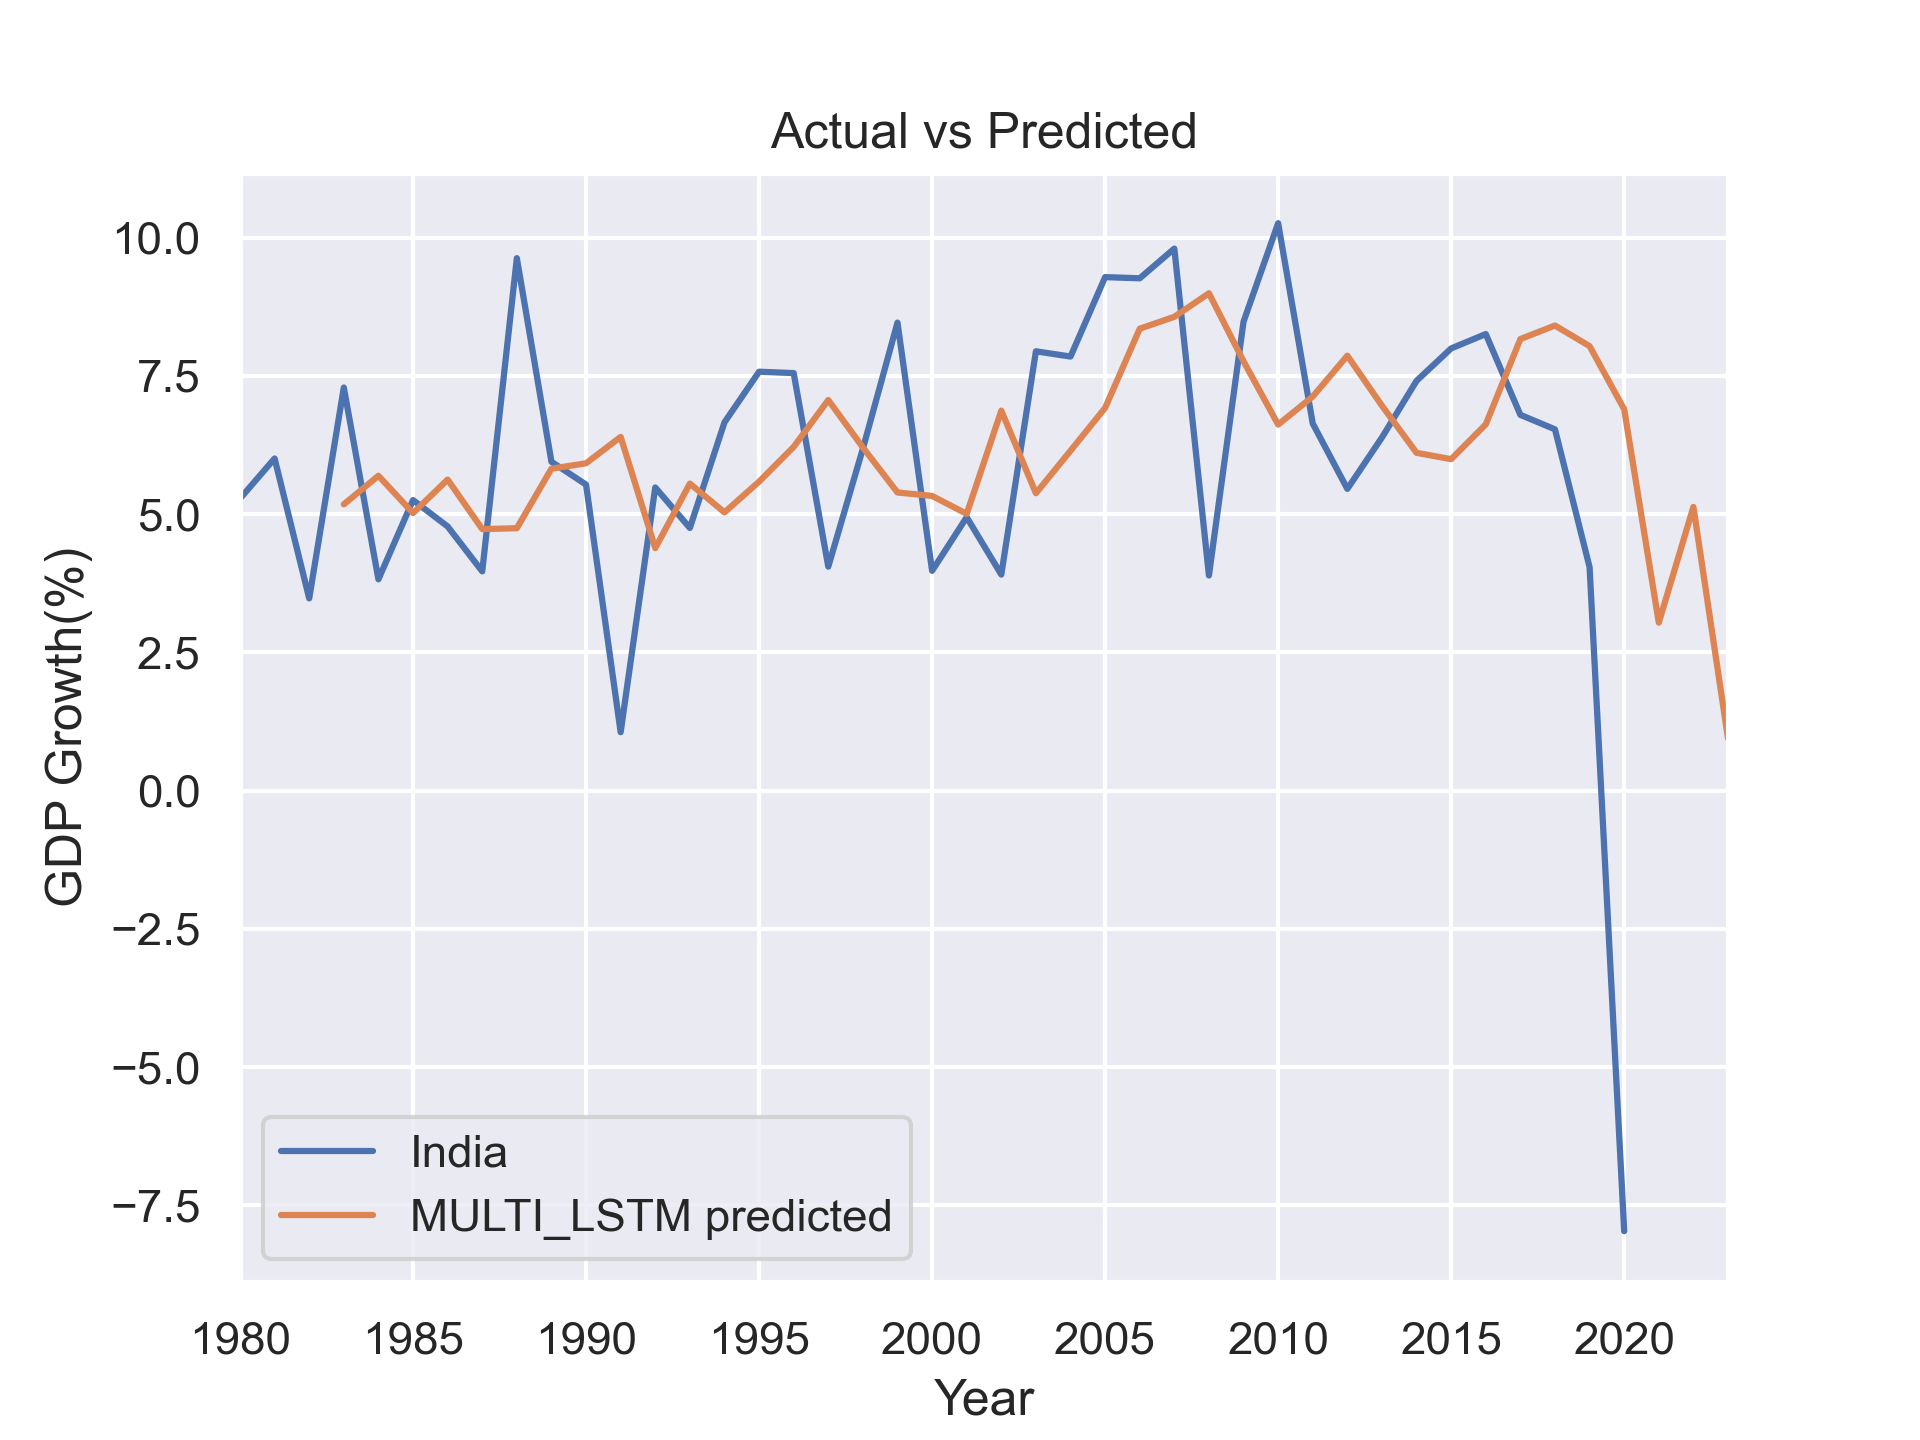 Actual vs Predicted
GDP Growth(%)
10.0
7.5
5.0
2.5
0.0
−2.5
−5.0
−7.5
India
MULTI_LSTM predicted
1980 1985 1990 1995 2000 2005 2010 2015 2020
Year